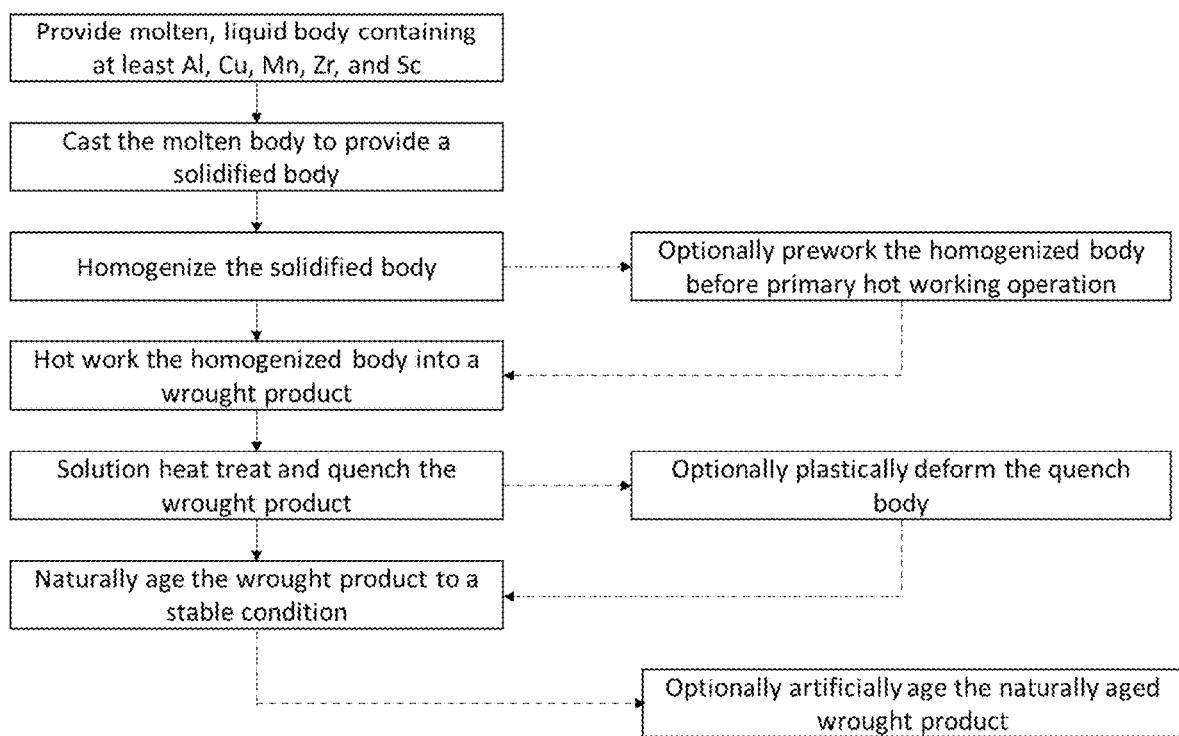 Provide molten, liquid body containing
at least Al, Cu, Mn, Zr, and Sc
Cast the molten body to provide a
solidified body
Homogenize the solidified body
Optionally prework the homogenized body
before primary hot working operation
Hot work the homogenized body into a
wrought product
Solution heat treat and quench the
wrought product
Optionally plastically deform the quench
body
Naturally age the wrought product to a
stable condition
Optionally artificially age the naturally aged
wrought product